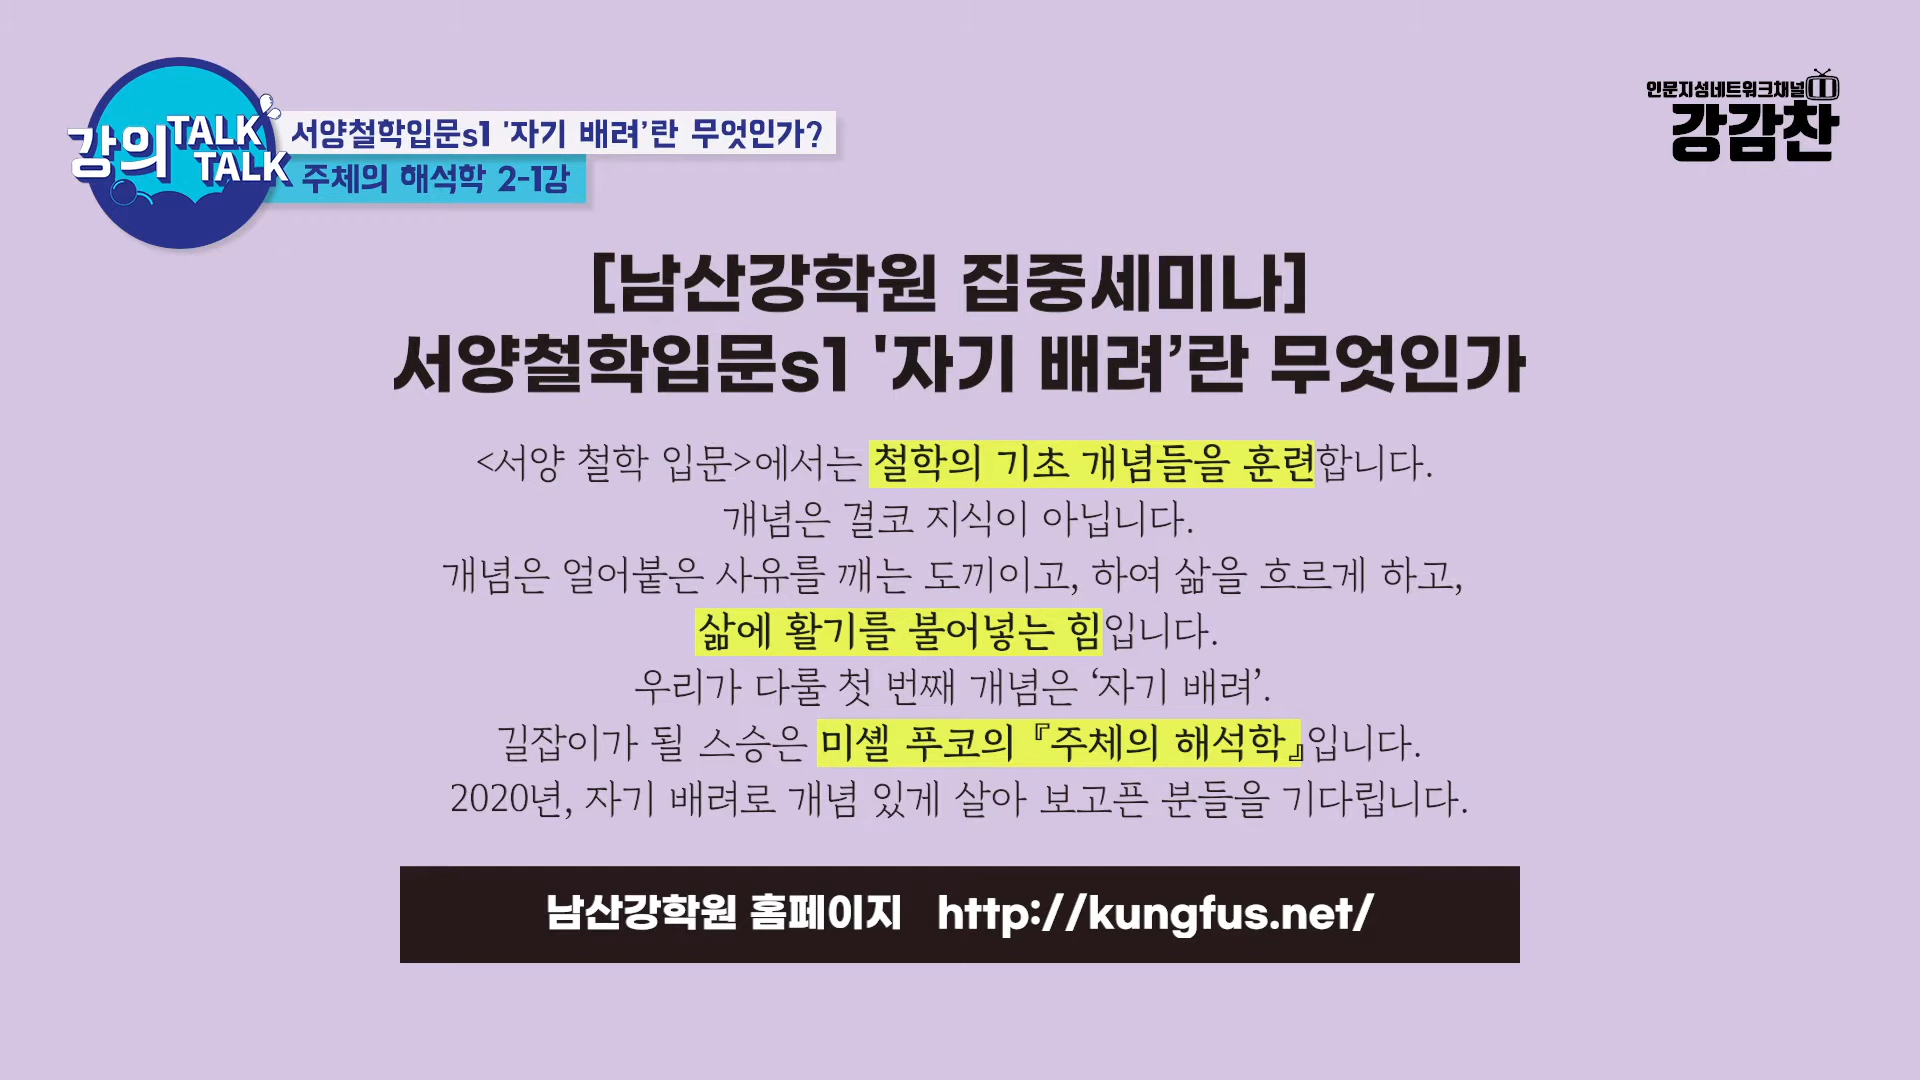 강의 TALK TALK
서양철학입문s1 '자기 배려’란 무엇인가?
주체의 해석학 2-1강
인문지성네트워크채널
강감찬
[남산강학원 집중세미나]
서양철학입문s1 '자기 배려’란 무엇인가
<서양 철학 입문>에서는 철학의 기초 개념들을 훈련합니다.
개념은 결코 지식이 아닙니다.
개념은 얼어붙은 사유를 깨는 도끼이고, 하여 삶을 흐르게 하고,
삶에 활기를 불어넣는 힘입니다.
우리가 다룰 첫 번째 개념은 ‘자기 배려’.
길잡이가 될 스승은 미셸 푸코의 『주체의 해석학』입니다.
2020년, 자기 배려로 개념 있게 살아 보고픈 분들을 기다립니다.
남산강학원 홈페이지 http://kungfus.net/